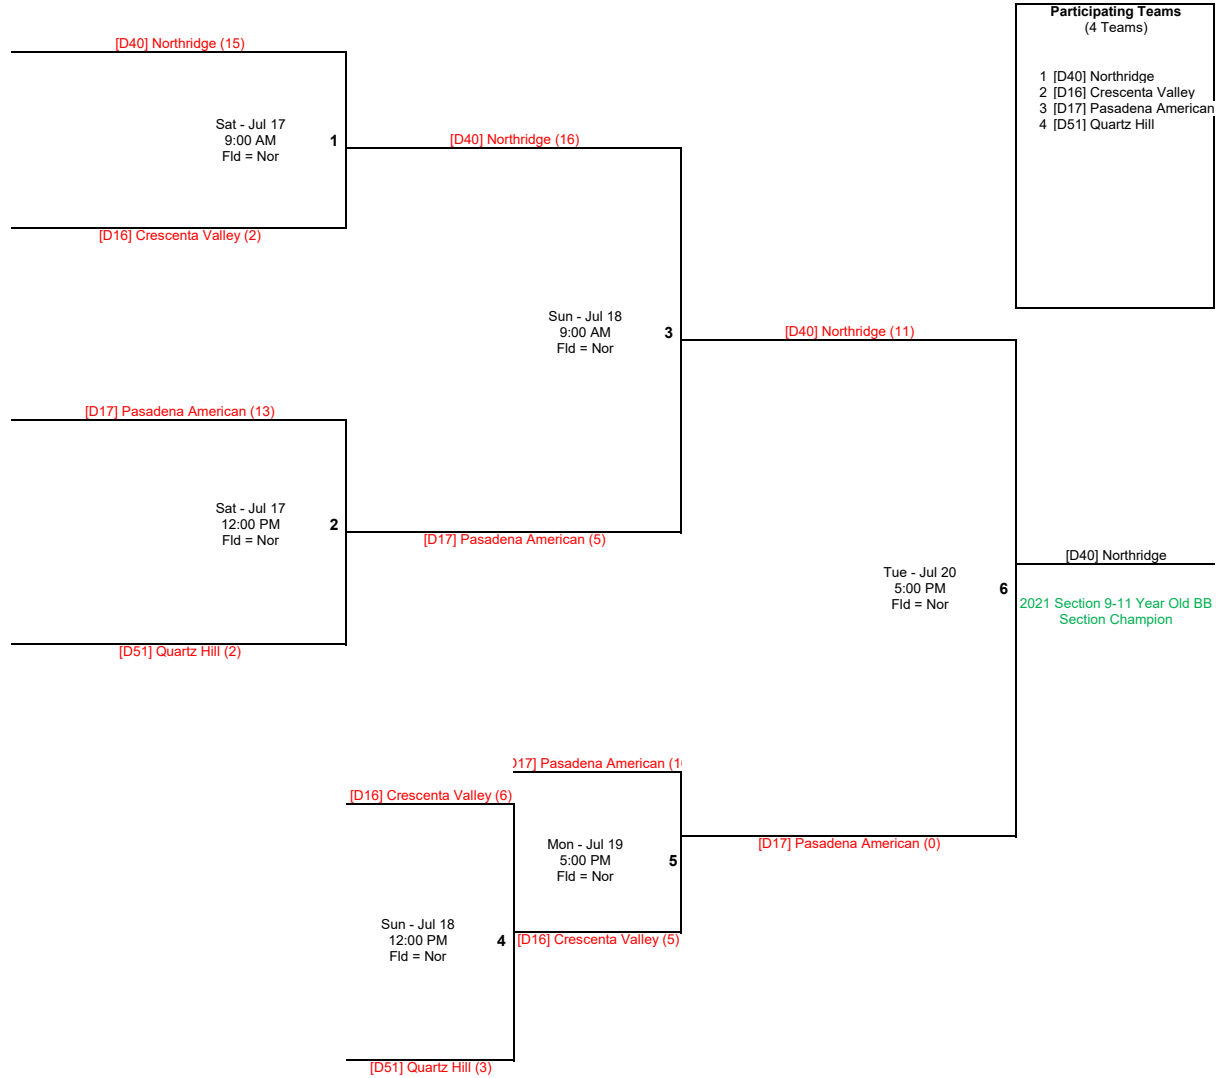 Participating Teams
(4 Teams)
1 [D40] Northridge
2 [D16] Crescenta Valley
3 [D17] Pasadena American
4 [D51] Quartz Hill
[D40] Northridge (15)
Sat - Jul 17
9:00 AM
Fld = Nor
1
[D16] Crescenta Valley (2)
[D40] Northridge (16)
Sun - Jul 18
9:00 AM
Fld = Nor
3
[D40] Northridge (11)
[D17] Pasadena American (13)
Sat - Jul 17
12:00 PM
Fld = Nor
2
[D17] Pasadena American (5)
[D51] Quartz Hill (2)
Tue - Jul 20
5:00 PM
Fld = Nor
6
[D40] Northridge
2021 Section 9-11 Year Old BB
Section Champion
Pasadena American
[D16] Crescenta Valley (6)
Mon - Jul 19
5:00 PM
Fld = Nor
5
[D17] Pasadena American (0)
Sun - Jul 18
12:00 PM
Fld = Nor
4
[D16] Crescenta Valley (5)
[D51] Quartz Hill (3)